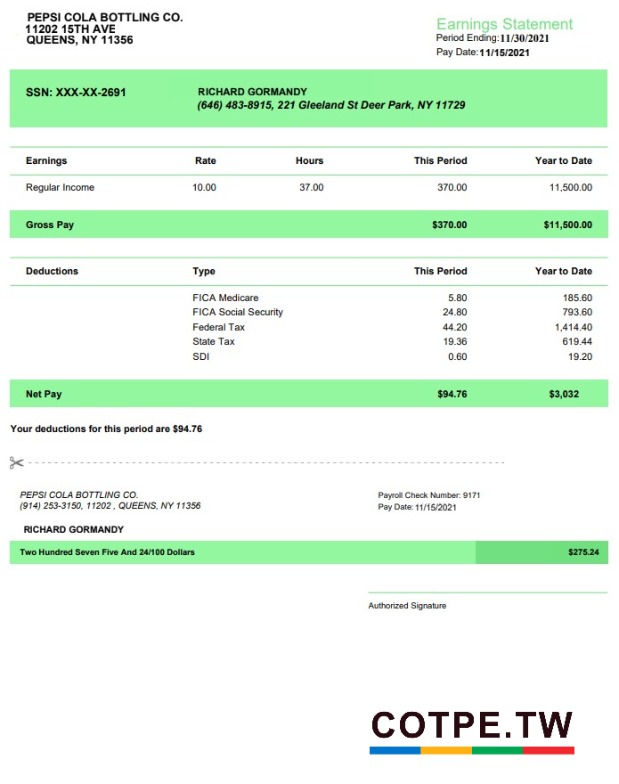 PEPSI COLA BOTTLING CO.
11202 15TH AVE
QUEENS, NY 11356
Earnings Statement
Period Ending:11/30/2021
Pay Date:11/15/2021
SSN: XXX-XX-2691
RICHARD GORMANDY
(646) 483-8915, 221 Gleeland St Deer Park, NY 11729
Earnings Rate Hours This Period Year to Date
Regular Income 10.00 37.00 370.00 11,500.00
Gross Pay $370.00 $11,500.00
Deductions Type This Period Year to Date
FICA Medicare 5.80 185.60
FICA Social Security 24.80 793.60
Federal Tax 44.20 1,414.40
State Tax 19.36 619.44
SDI 0.60 19.20
Net Pay $94.76 $3,032
Your deductions for this period are $94.76
PEPSI COLA BOTTLING CO.
(914) 253-3150, 11202 , QUEENS, NY 11356
Payroll Check Number: 9171
Pay Date: 11/15/2021
RICHARD GORMANDY
Two Hundred Seven Five And 24/100 Dollars $275.24
Authorized Signature
COTPE.TW